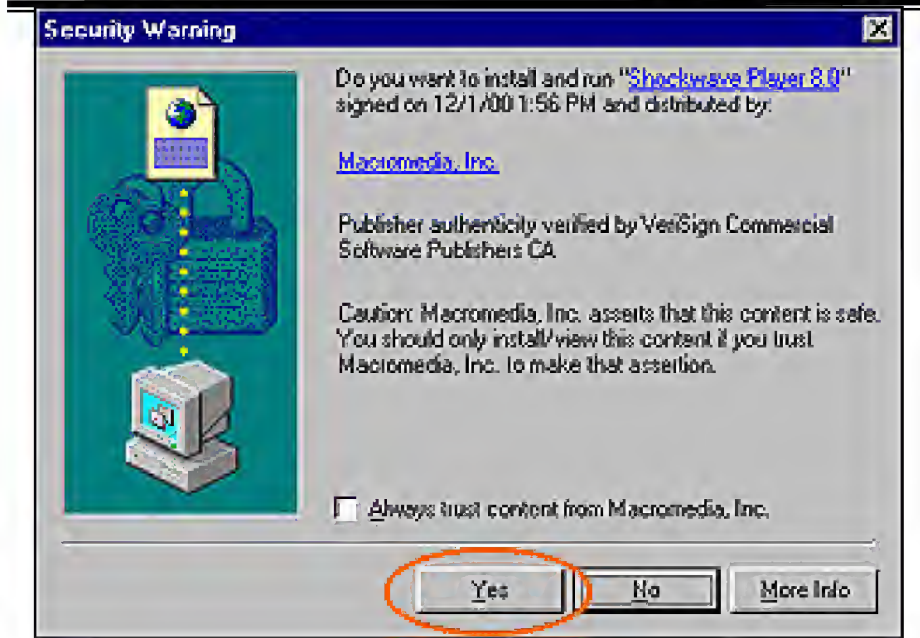 Security Warning
Do you want to install and run "Shockwave Player 8.0"
signed on 12/1/00 1:56 PM and distributed by:
Macromedia, Inc.
Publisher authenticity verified by VeriSign Commercial
Software Publishers CA
Caution: Macromedia, Inc. asserts that this content is safe.
You should only install/view this content if you trust
Macromedia, Inc. to make that assertion.
Always trust content from Macromedia, Inc.
Yes No More Info